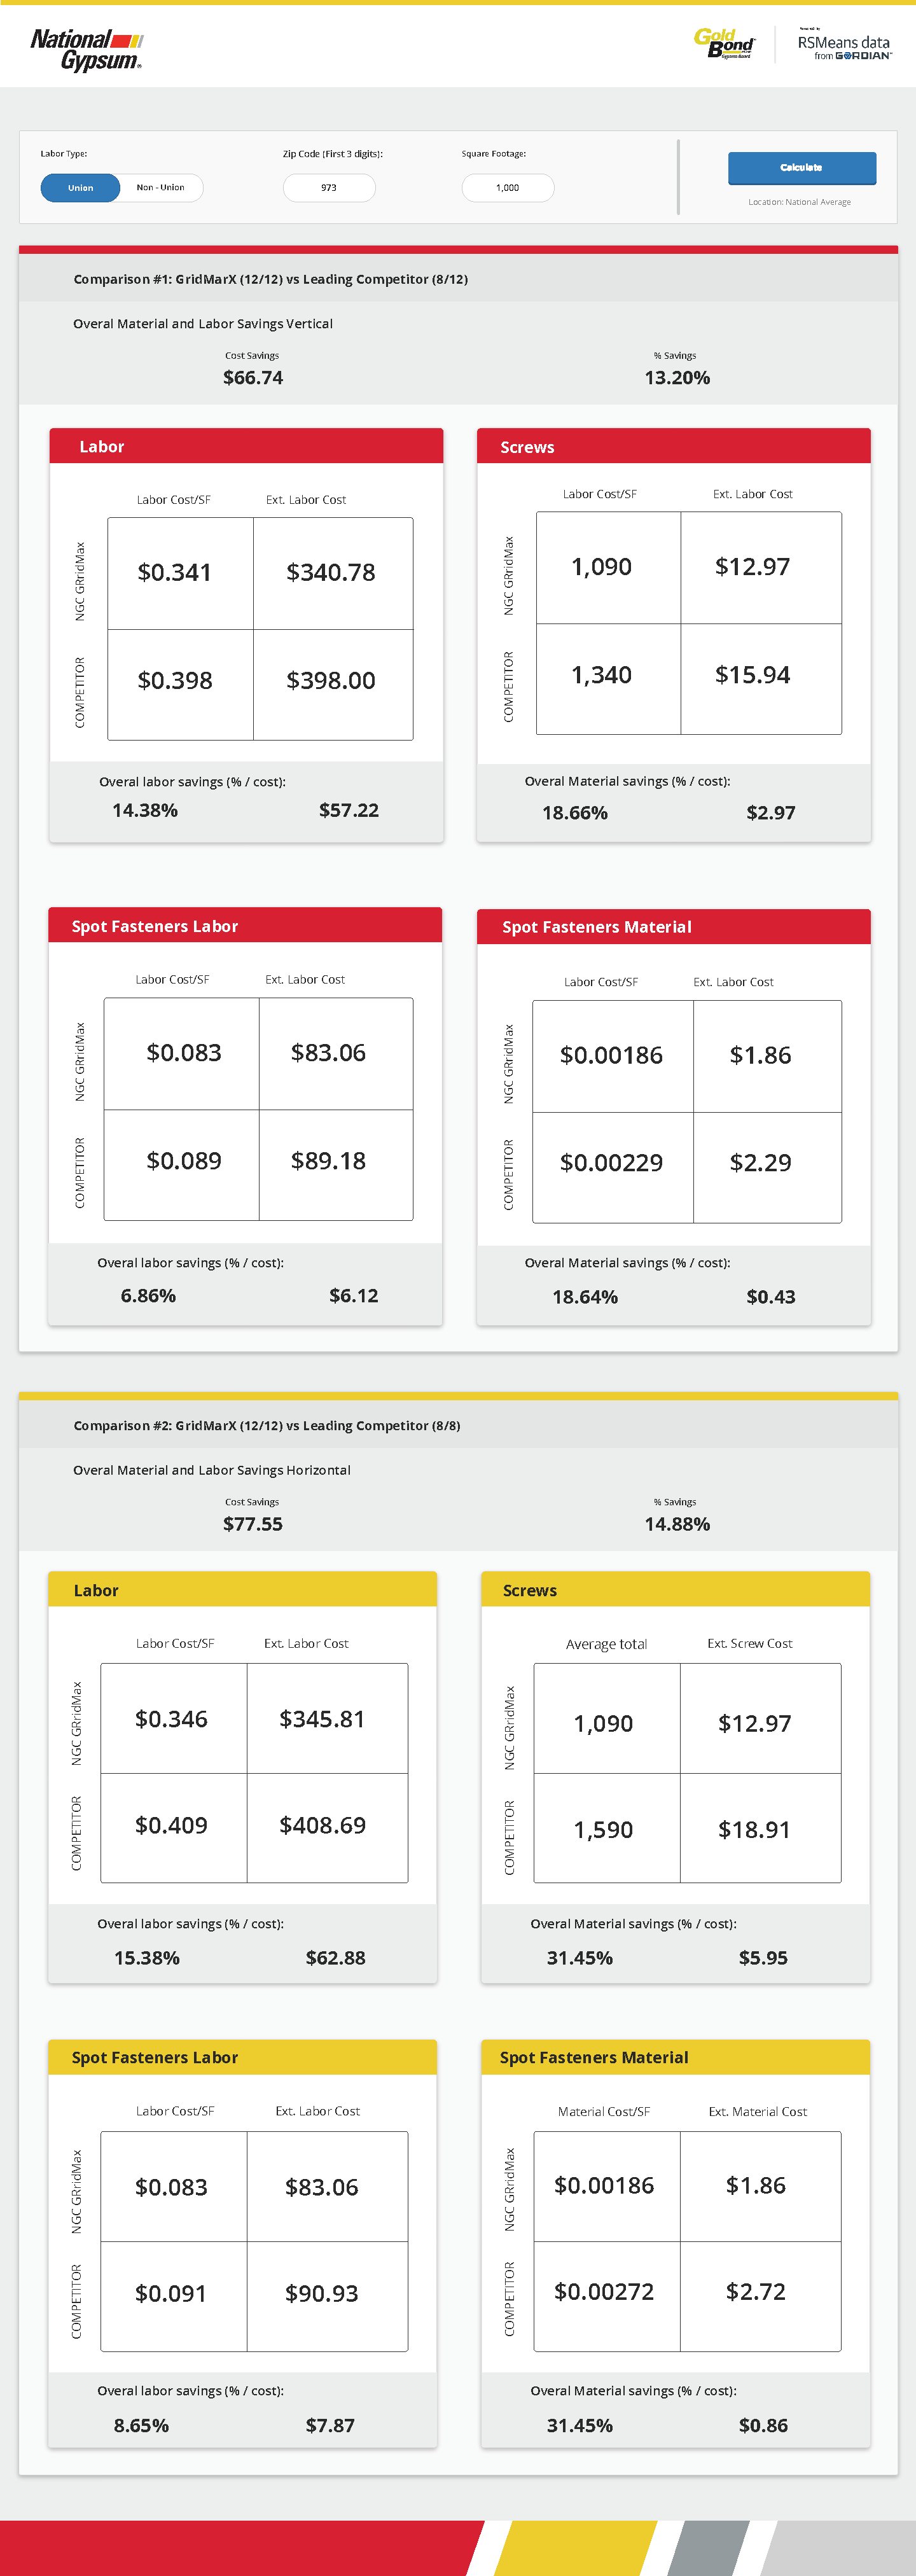 National
Gypsum®
Gold
Bond
Powered by
RSMeans data
from GORDIAN
Labor Type:
Zip Code (First 3 digits):
Square Footage:
Union
Non - Union
973
1,000
Calculate
Location: National Average
Comparison #1: GridMarX (12/12) vs Leading Competitor (8/12)
Overal Material and Labor Savings Vertical
Cost Savings
% Savings
$66.74
13.20%
Labor
Labor Cost/SF
Ext. Labor Cost
NGC GRridMax
$0.341
$340.78
COMPETITOR
$0.398
$398.00
Overal labor savings (% / cost):
14.38%
$57.22
Screws
Labor Cost/SF
Ext. Labor Cost
NGC GRridMax
1,090
$12.97
COMPETITOR
1,340
$15.94
Overal Material savings (% / cost):
18.66%
$2.97
Spot Fasteners Labor
Labor Cost/SF
Ext. Labor Cost
NGC GRridMax
$0.083
$83.06
COMPETITOR
$0.089
$89.18
Overal labor savings (% / cost):
6.86%
$6.12
Spot Fasteners Material
Labor Cost/SF
Ext. Labor Cost
NGC GRridMax
$0.00186
$1.86
COMPETITOR
$0.00229
$2.29
Overal Material savings (% / cost):
18.64%
$0.43
Comparison #2: GridMarX (12/12) vs Leading Competitor (8/8)
Overal Material and Labor Savings Horizontal
Cost Savings
% Savings
$77.55
14.88%
Labor
Labor Cost/SF
Ext. Labor Cost
NGC GRridMax
$0.346
$345.81
COMPETITOR
$0.409
$408.69
Overal labor savings (% / cost):
15.38%
$62.88
Screws
Average total
Ext. Screw Cost
NGC GRridMax
1,090
$12.97
COMPETITOR
1,590
$18.91
Overal Material savings (% / cost):
31.45%
$5.95
Spot Fasteners Labor
Labor Cost/SF
Ext. Labor Cost
NGC GRridMax
$0.083
$83.06
COMPETITOR
$0.091
$90.93
Overal labor savings (% / cost):
8.65%
$7.87
Spot Fasteners Material
Material Cost/SF
Ext. Material Cost
NGC GRridMax
$0.00186
$1.86
COMPETITOR
$0.00272
$2.72
Overal Material savings (% / cost):
31.45%
$0.86